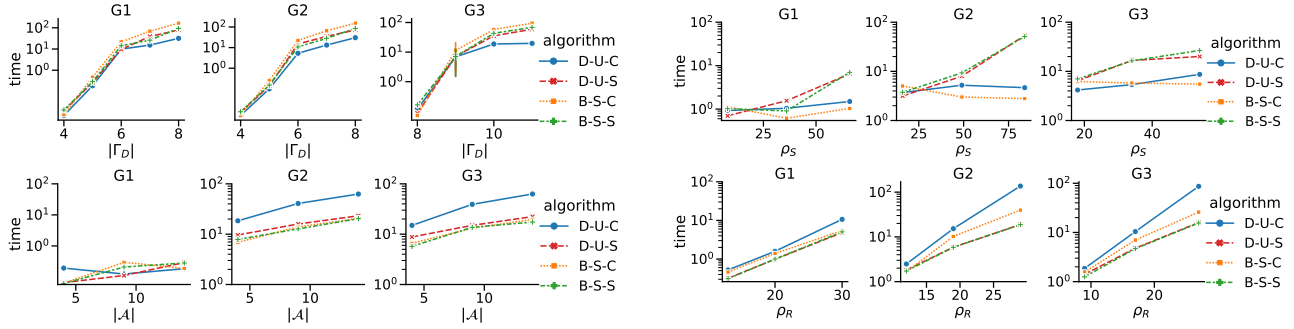 G1
G2
G3
time
10²
10¹
10⁰
4
6
8
|Γ_D|
10²
10¹
10⁰
4
6
8
|Γ_D|
10²
10¹
10⁰
8
10
|Γ_D|
algorithm
D-U-C
D-U-S
B-S-C
B-S-S
G1
G2
G3
time
10²
10¹
10⁰
25
50
ρ_S
10²
10¹
10⁰
25
50
75
ρ_S
10²
10¹
10⁰
20
40
ρ_S
algorithm
D-U-C
D-U-S
B-S-C
B-S-S
G1
G2
G3
time
10²
10¹
10⁰
5
10
|𝒜|
10²
10¹
10⁰
5
10
|𝒜|
10²
10¹
10⁰
5
10
|𝒜|
algorithm
D-U-C
D-U-S
B-S-C
B-S-S
G1
G2
G3
time
10²
10¹
10⁰
20
30
ρ_R
10²
10¹
10⁰
15
20
25
ρ_R
10²
10¹
10⁰
10
20
ρ_R
algorithm
D-U-C
D-U-S
B-S-C
B-S-S